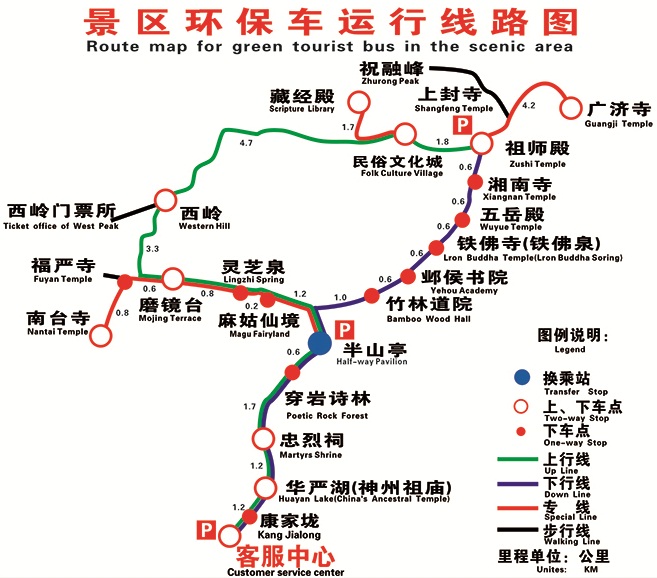 景区环保车运行线路图
Route map for green tourist bus in the scenic area
祝融峰
Zhurong Peak
藏经殿
Scripture Library
上封寺
Shangfeng Temple
P
4.2
广济寺
Guangji Temple
1.7
4.7
1.8
民俗文化城
Folk Culture Village
祖师殿
Zushi Temple
0.6
湘南寺
Xiangnan Temple
0.6
五岳殿
Wuyue Temple
西岭门票所
Ticket office of West Peak
西岭
Western Hill
0.6
铁佛寺(铁佛泉)
Lron Buddha Temple(Lron Buddha Soring)
3.3
0.6
邺侯书院
Yehou Academy
福严寺
Fuyan Temple
灵芝泉
Lingzhi Spring
0.6
0.8
0.2
1.2
1.0
0.6
竹林道院
Bamboo Wood Hall
磨镜台
Mojing Terrace
麻姑仙境
Magu Fairyland
南台寺
Nantai Temple
0.8
P
半山亭
Half-way Pavilion
0.6
穿岩诗林
Poetic Rock Forest
1.7
忠烈祠
Martyrs Shrine
1.2
华严湖(神州祖庙)
Huayan Lake(China's Ancestral Temple)
1.2
康家垅
Kang Jialong
P
客服中心
Customer service center
图例说明:
Legend
换乘站
Transfer Stop
上、下车点
Two-way Stop
下车点
One-way Stop
上行线
Up Line
下行线
Down Line
专 线
Special Line
步行线
Walking Line
里程单位: 公里
Unites: KM